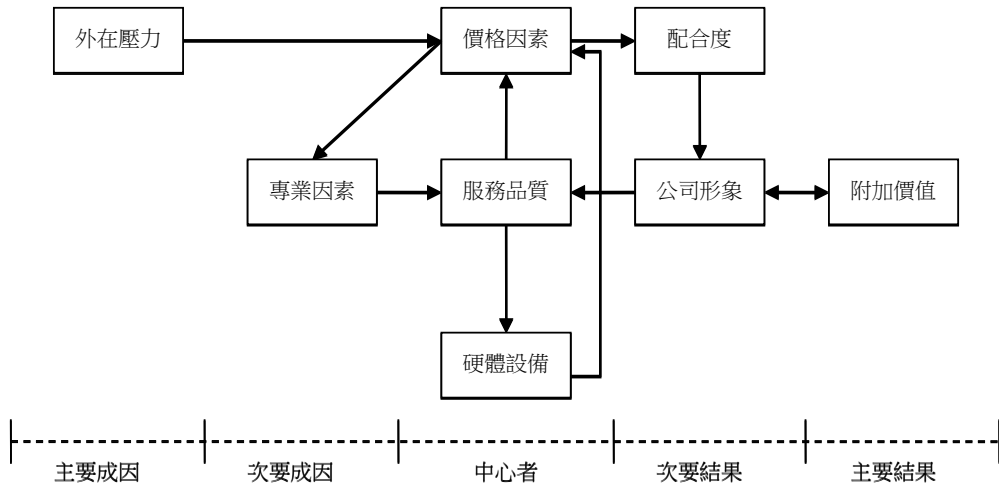 外在壓力
價格因素
配合度
專業因素
服務品質
公司形象
附加價值
硬體設備
主要成因
次要成因
中心者
次要結果
主要結果